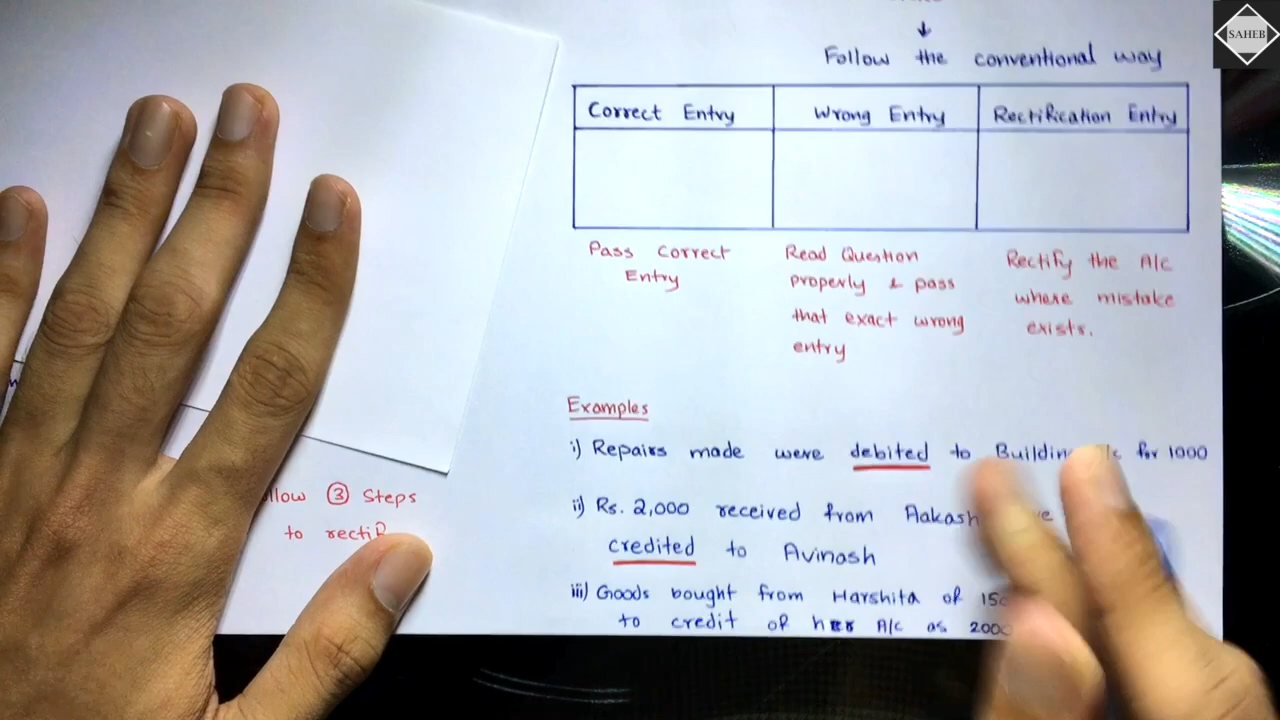 SAHEB
Follow the conventional way
Correct Entry
Wrong Entry
Rectification Entry
Pass Correct
Entry
Read Question
properly & pass
that exact wrong
entry
Rectify the A/c
where mistake
exists.
Examples
i) Repairs made were debited to Building for 1000
ii) Rs. 2,000 received from Aakash
credited to Avinash
iii) Goods bought from Harshita of
to credit of her A/c as 2000
③ Steps
to